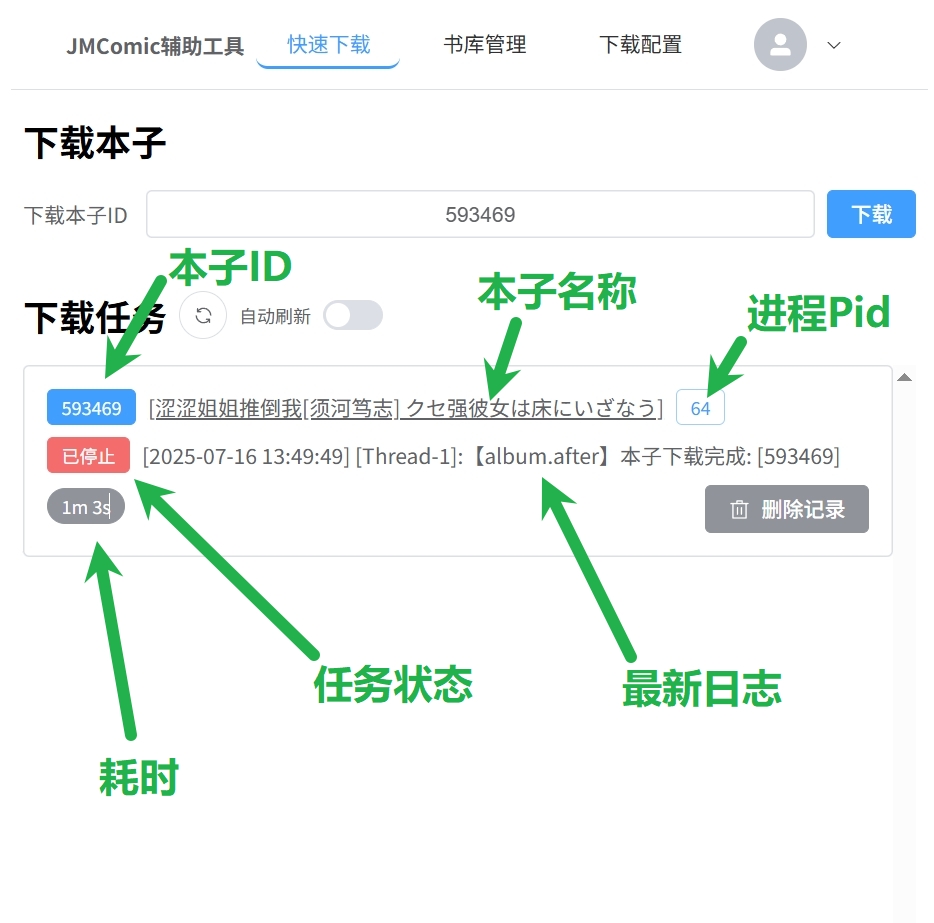 JMComic辅助工具 快速下载 书库管理 下载配置
下载本子
下载本子ID 593469 下载
本子ID
本子名称
进程Pid
下载任务 自动刷新
593469 [涩涩姐姐推倒我[须河笃志] クセ强彼女は床にいざなう] 64
已停止 [2025-07-16 13:49:49] [Thread-1]:【album.after】本子下载完成: [593469]
1m 3s 删除记录
任务状态
最新日志
耗时